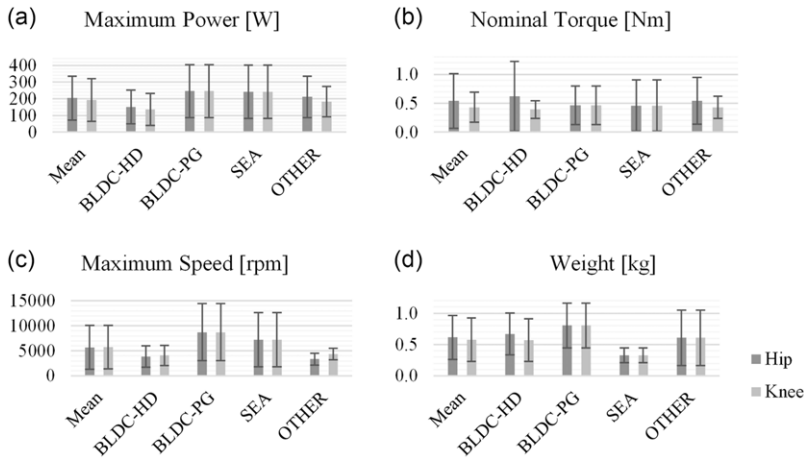 (a) Maximum Power [W]
400
300
200
100
0
Mean
BLDC-HD
BLDC-PG
SEA
OTHER
(b) Nominal Torque [Nm]
1.0
0.5
0.0
Mean
BLDC-HD
BLDC-PG
SEA
OTHER
(c) Maximum Speed [rpm]
15000
10000
5000
0
Mean
BLDC-HD
BLDC-PG
SEA
OTHER
(d) Weight [kg]
1.0
0.5
0.0
Mean
BLDC-HD
BLDC-PG
SEA
OTHER
Hip
Knee